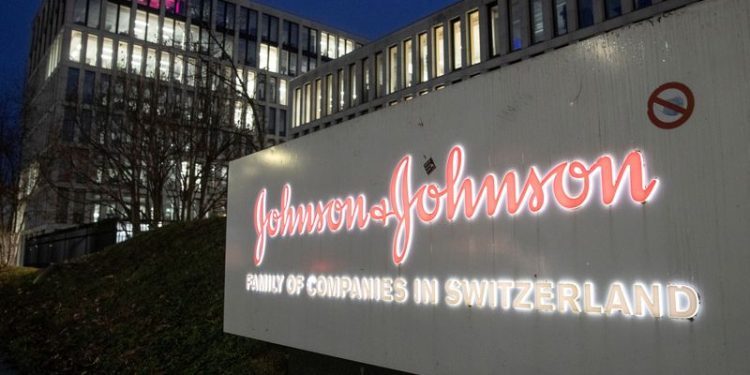 Johnson & Johnson
FAMILY OF COMPANIES IN SWITZERLAND